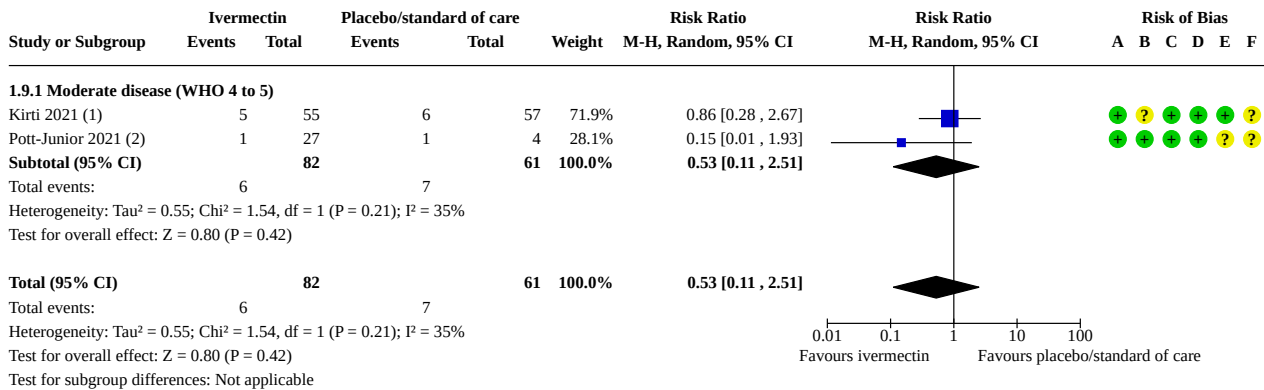 Ivermectin Placebo/standard of care Risk Ratio Risk Ratio Risk of Bias
Study or Subgroup Events Total Events Total Weight M-H, Random, 95% CI M-H, Random, 95% CI A B C D E F
1.9.1 Moderate disease (WHO 4 to 5)
Kirti 2021 (1) 5 55 6 57 71.9% 0.86 [0.28 , 2.67] + ? + + + ?
Pott-Junior 2021 (2) 1 27 1 4 28.1% 0.15 [0.01 , 1.93] + + + + ? ?
Subtotal (95% CI) 82 61 100.0% 0.53 [0.11 , 2.51]
Total events: 6 7
Heterogeneity: Tau² = 0.55; Chi² = 1.54, df = 1 (P = 0.21); I² = 35%
Test for overall effect: Z = 0.80 (P = 0.42)
Total (95% CI) 82 61 100.0% 0.53 [0.11 , 2.51]
Total events: 6 7
Heterogeneity: Tau² = 0.55; Chi² = 1.54, df = 1 (P = 0.21); I² = 35%
0.01 0.1 1 10 100
Test for overall effect: Z = 0.80 (P = 0.42) Favours ivermectin Favours placebo/standard of care
Test for subgroup differences: Not applicable